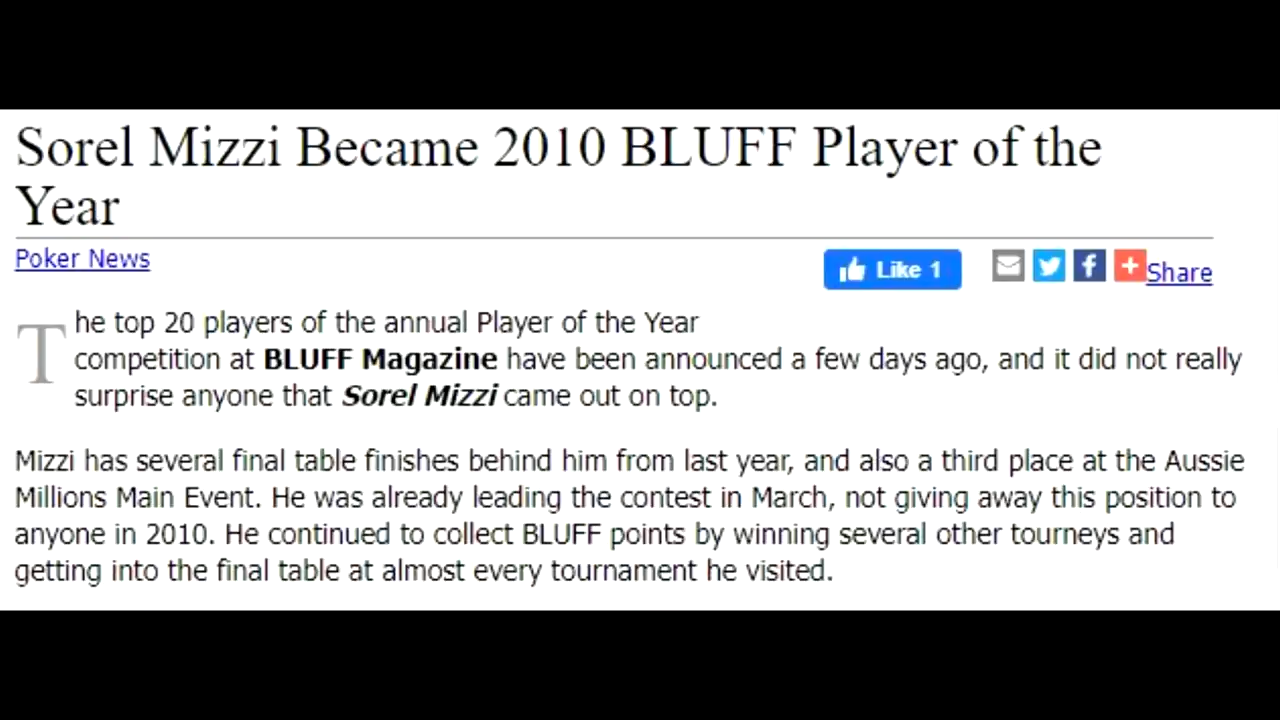 Sorel Mizzi Became 2010 BLUFF Player of the
Year
Poker News
Like 1
Share
The top 20 players of the annual Player of the Year
competition at BLUFF Magazine have been announced a few days ago, and it did not really
surprise anyone that Sorel Mizzi came out on top.
Mizzi has several final table finishes behind him from last year, and also a third place at the Aussie
Millions Main Event. He was already leading the contest in March, not giving away this position to
anyone in 2010. He continued to collect BLUFF points by winning several other tourneys and
getting into the final table at almost every tournament he visited.